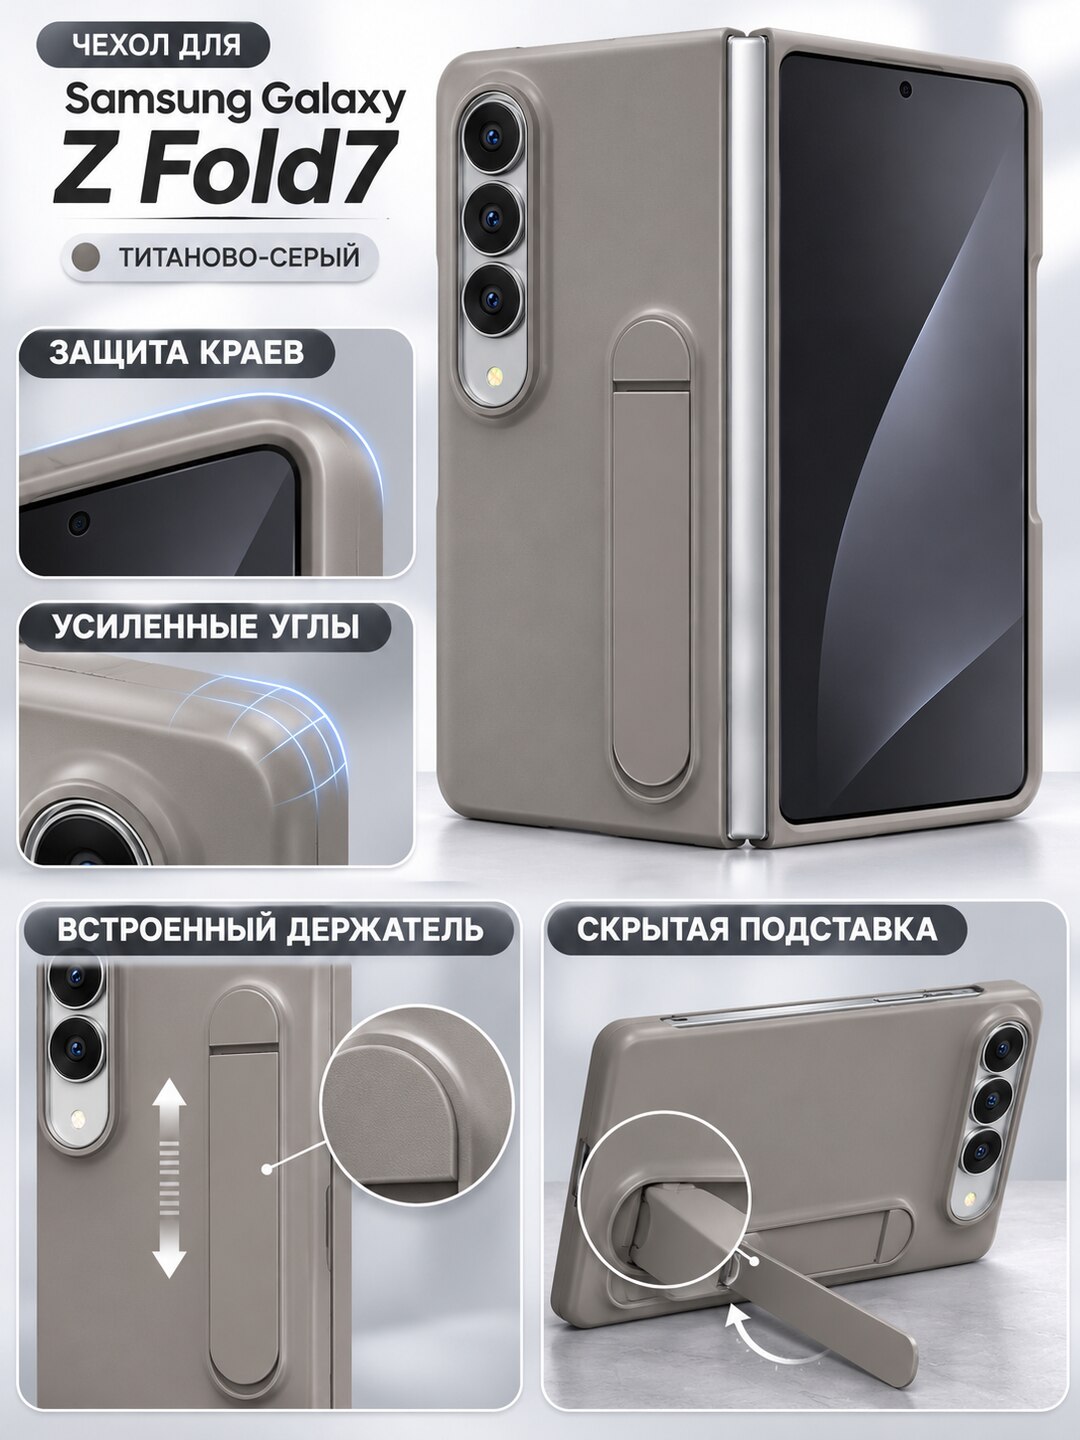 ЧЕХОЛ ДЛЯ
Samsung Galaxy
Z Fold7
ТИТАНОВО-СЕРЫЙ
ЗАЩИТА КРАЕВ
УСИЛЕННЫЕ УГЛЫ
ВСТРОЕННЫЙ ДЕРЖАТЕЛЬ
СКРЫТАЯ ПОДСТАВКА